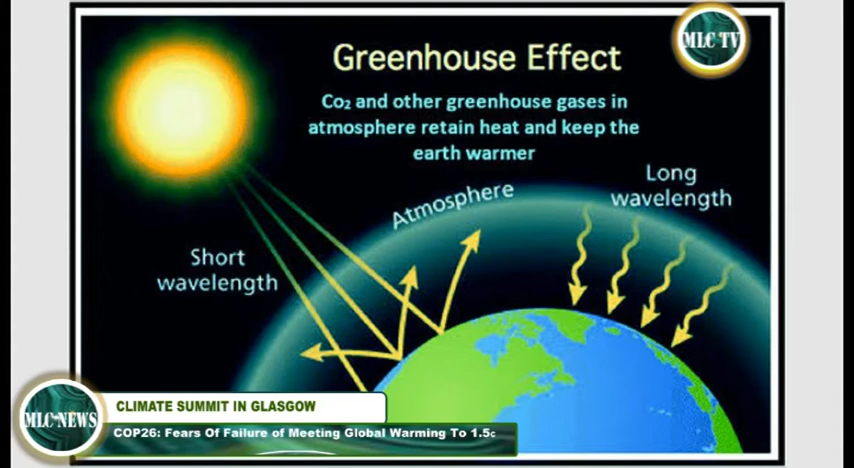 MLC TV
Greenhouse Effect
Co₂ and other greenhouse gases in
atmosphere retain heat and keep the
earth warmer
Long
wavelength
Atmosphere
Short
wavelength
MLC NEWS
CLIMATE SUMMIT IN GLASGOW
COP26: Fears Of Failure of Meeting Global Warming To 1.5c